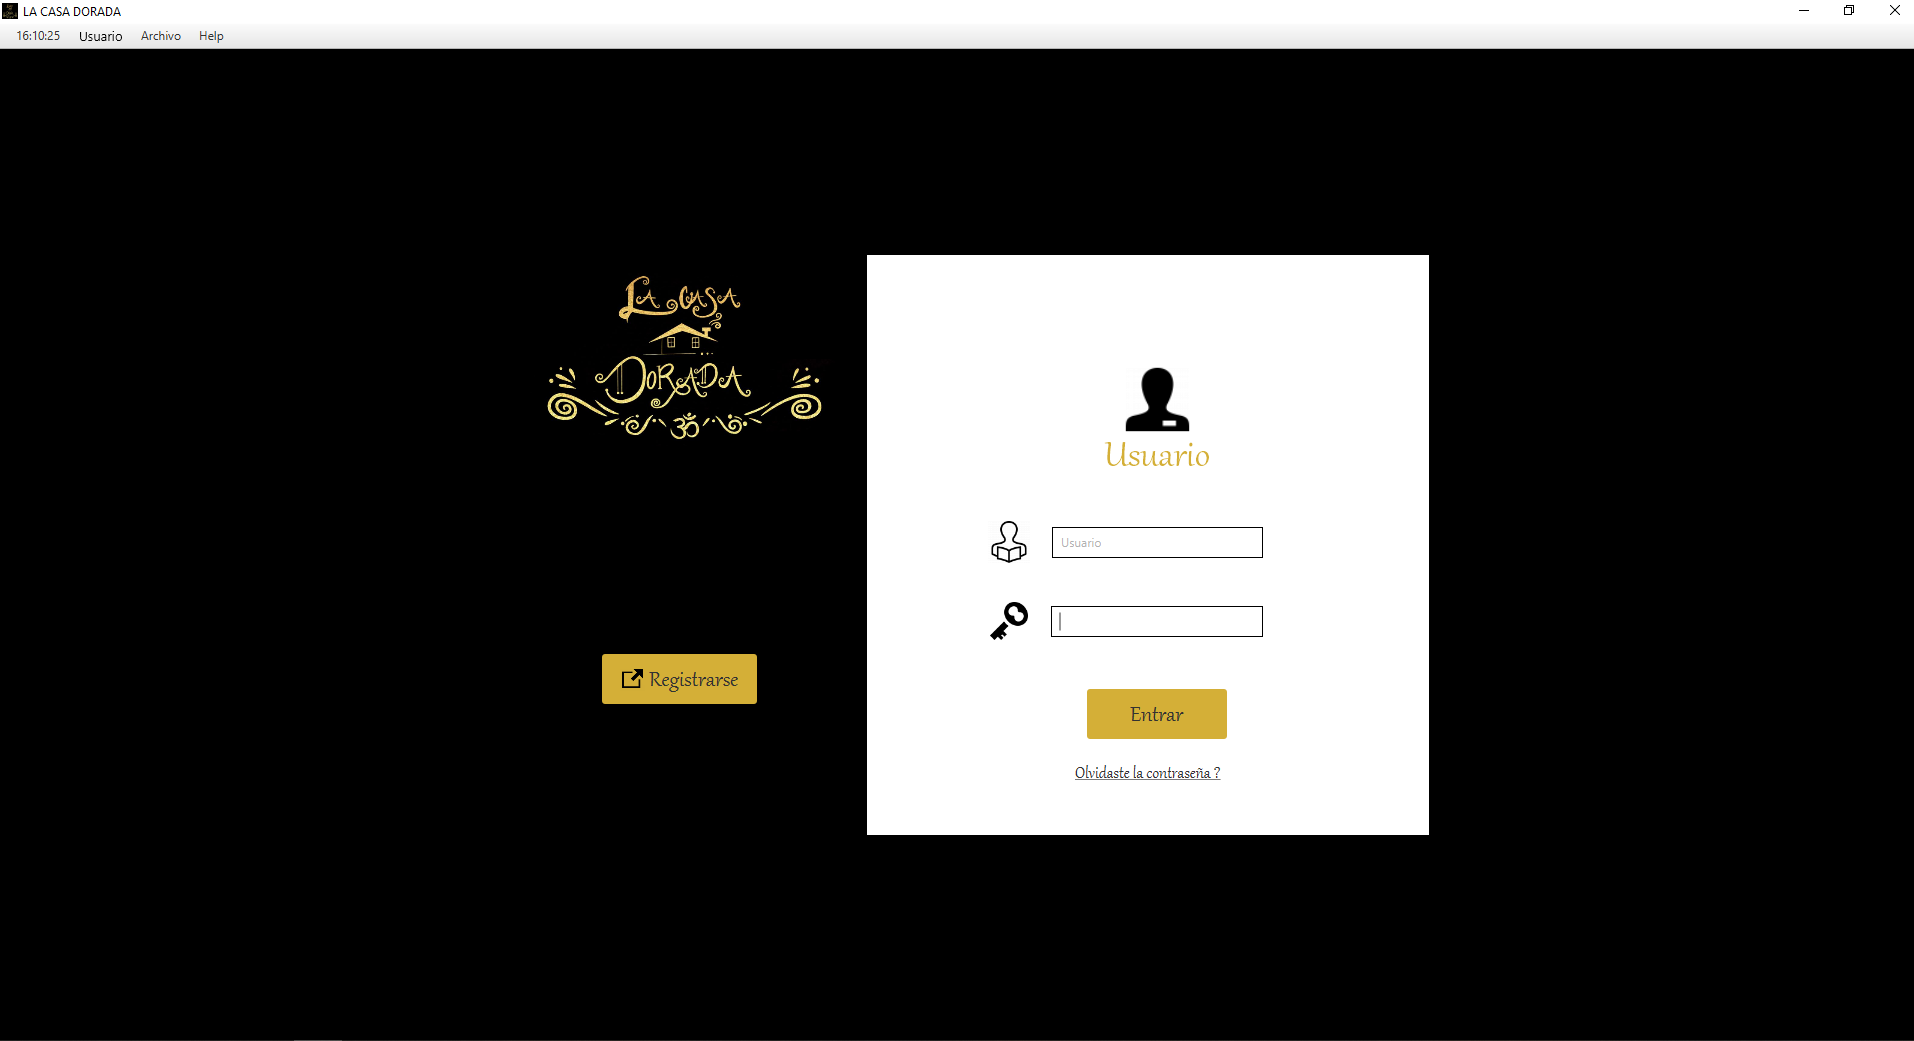 LA CASA DORADA
16:10:25 Usuario Archivo Help
LA CASA
DORADA
ॐ
Usuario
Usuario
Registrarse
Entrar
Olvidaste la contraseña ?